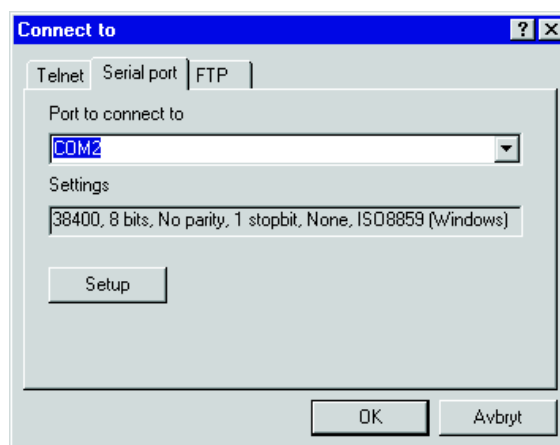 Connect to
Telnet Serial port FTP
Port to connect to
COM2
Settings
38400, 8 bits, No parity, 1 stopbit, None, ISO8859 (Windows)
Setup
OK Avbryt